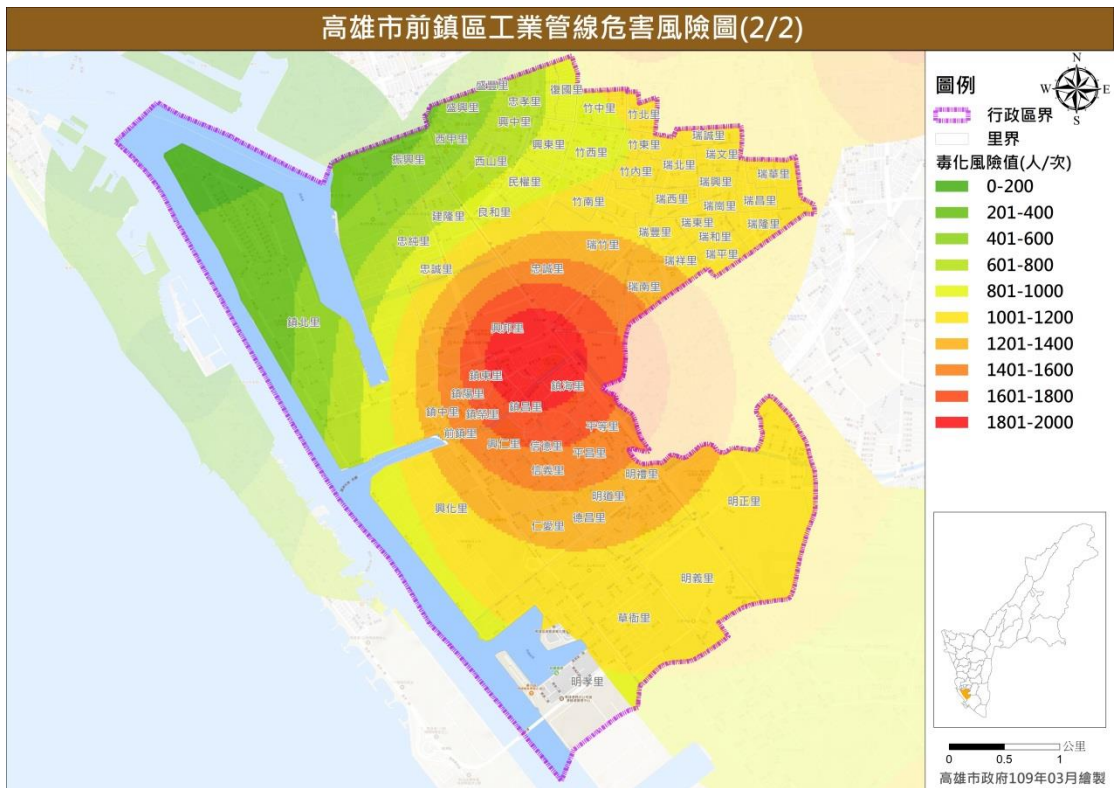 高雄市前鎮區工業管線危害風險圖(2/2)
N
W
E
S
圖例
行政區界
里界
毒化風險值(人/次)
0-200
201-400
401-600
601-800
801-1000
1001-1200
1201-1400
1401-1600
1601-1800
1801-2000
盛豐里
復國里
盛興里
忠孝里
竹中里
興中里
竹北里
西甲里
興東里
竹東里
瑞誠里
竹西里
瑞文里
振興里
西山里
瑞北里
竹內里
瑞華里
民權里
瑞興里
竹南里
瑞西里
瑞崗里
瑞昌里
建隆里
良和里
瑞東里
瑞隆里
瑞豐里
瑞和里
忠純里
瑞竹里
瑞平里
瑞祥里
忠誠里
忠誠里
瑞南里
鎮北里
興邦里
鎮東里
鎮海里
鎮陽里
鎮昌里
鎮中里
鎮榮里
平等里
前鎮里
興仁里
信德里
平昌里
信義里
明禮里
明道里
明正里
興化里
德昌里
仁愛里
明義里
草衙里
明孝里
0
0.5
1
公里
高雄市政府109年03月繪製